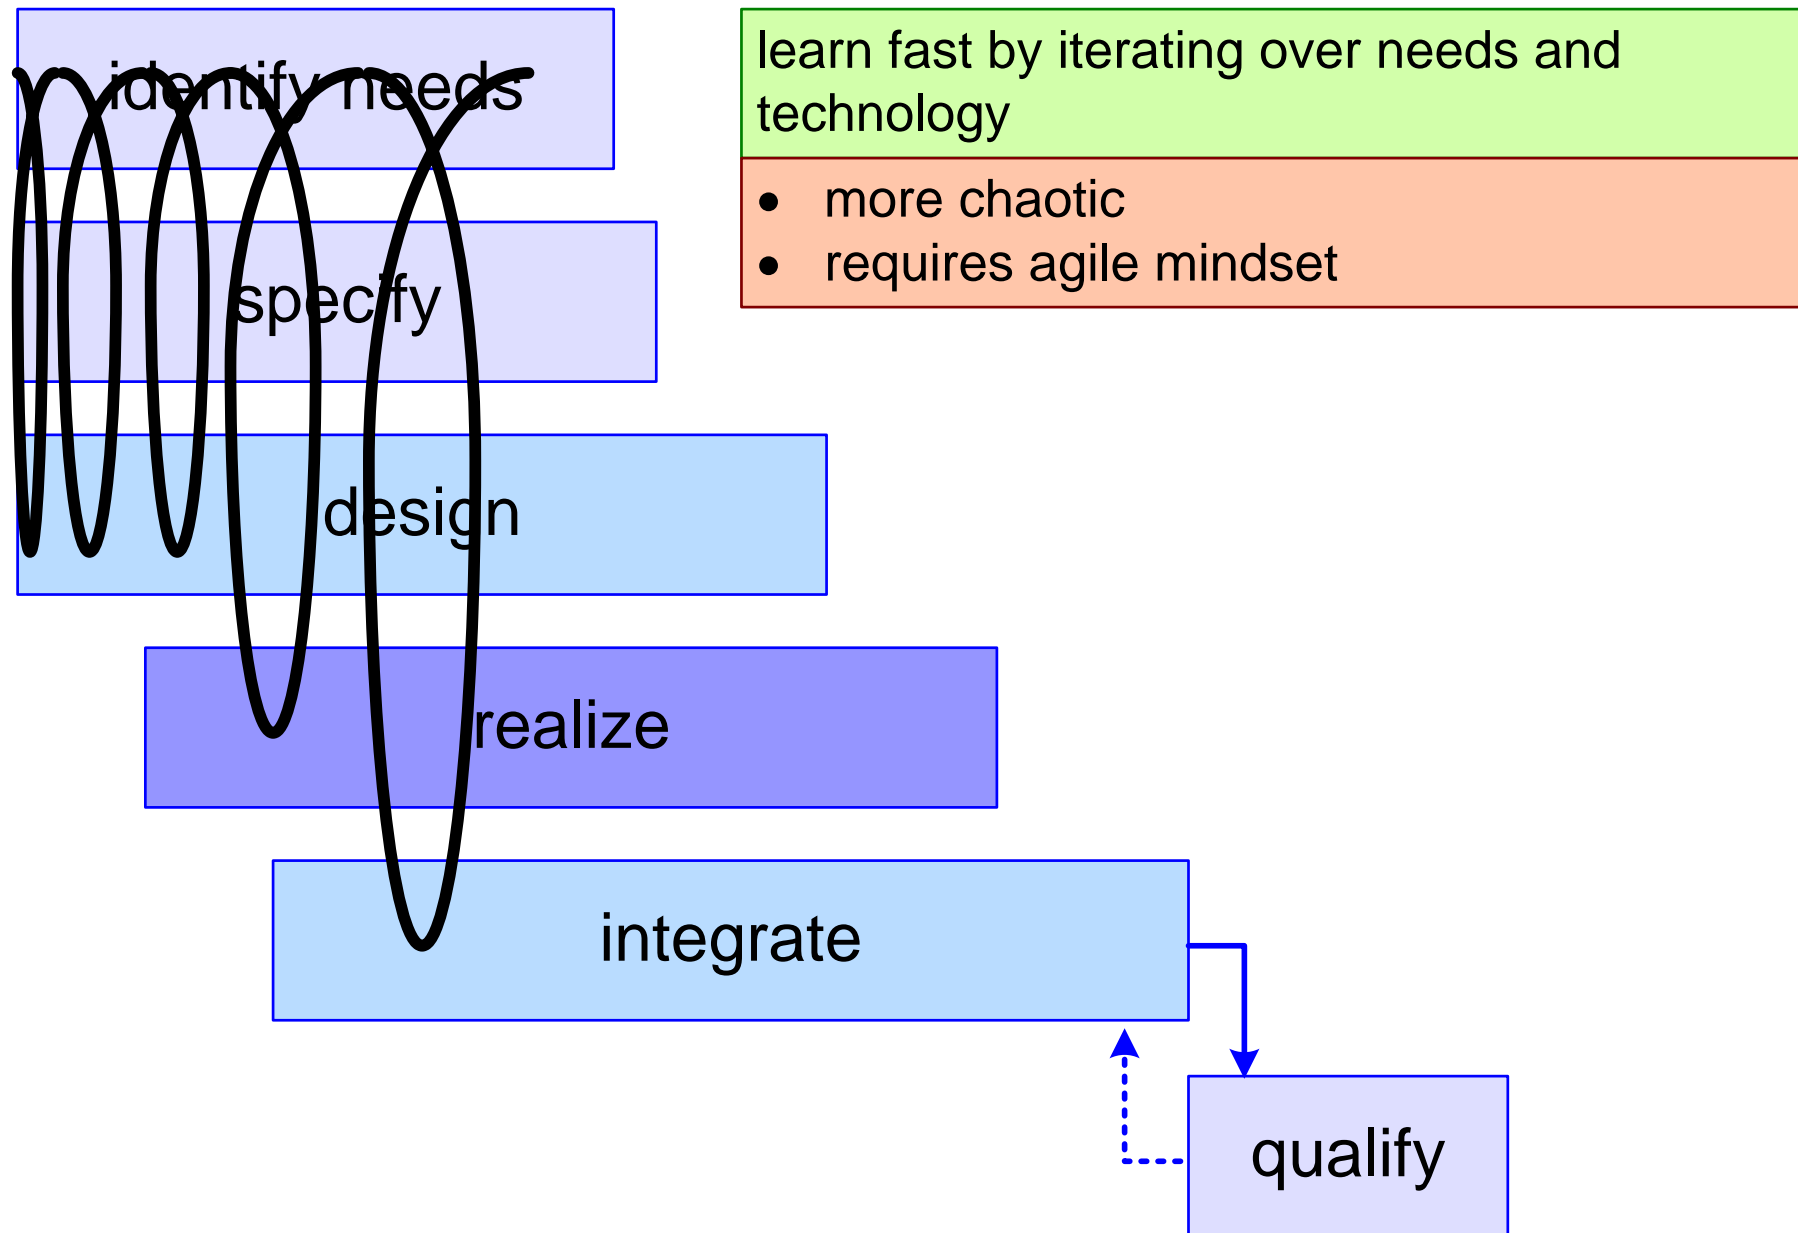 identify needs
learn fast by iterating over needs and
technology
• more chaotic
• requires agile mindset
specify
design
realize
integrate
qualify